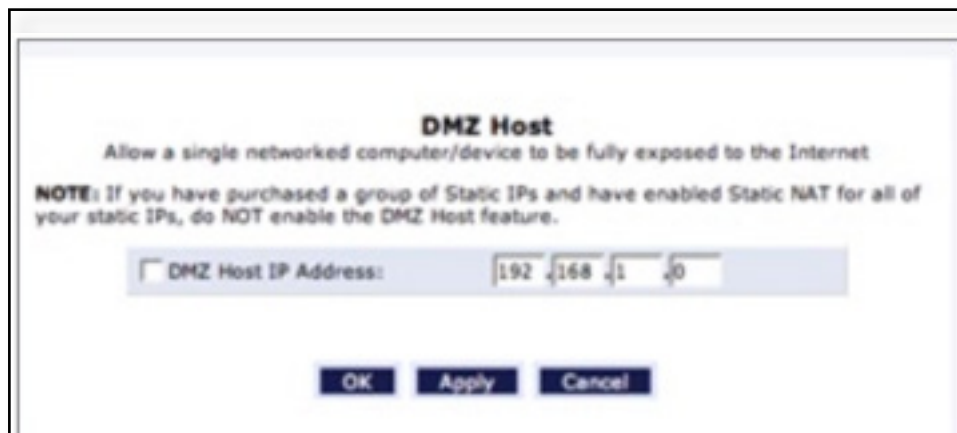 DMZ Host
Allow a single networked computer/device to be fully exposed to the Internet
NOTE: If you have purchased a group of Static IPs and have enabled Static NAT for all of
your static IPs, do NOT enable the DMZ Host feature.
DMZ Host IP Address: 192 .168 .1 .0
OK Apply Cancel